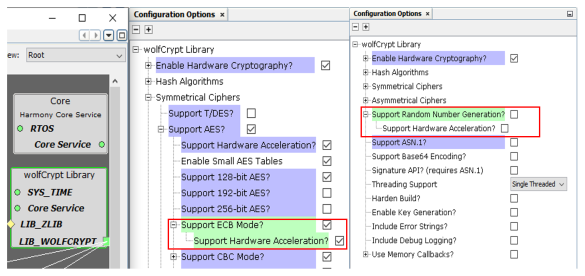 ew: Root
Core
Harmony Core Service
RTOS
Core Service
wolfCrypt Library
SYS_TIME
Core Service
LIB_ZLIB
LIB_WOLFCRYPT
Configuration Options ×
wolfCrypt Library
Enable Hardware Cryptography?
Hash Algorithms
Symmetrical Ciphers
Support T/DES?
Support AES?
Support Hardware Acceleration?
Enable Small AES Tables
Support 128-bit AES?
Support 192-bit AES?
Support 256-bit AES?
Support ECB Mode?
Support Hardware Acceleration?
Support CBC Mode?
Configuration Options ×
wolfCrypt Library
Enable Hardware Cryptography?
Hash Algorithms
Symmetrical Ciphers
Asymmetrical Ciphers
Support Random Number Generation?
Support Hardware Acceleration?
Support ASN.1?
Support Base64 Encoding?
Signature API? (requires ASN.1)
Threading Support Single Threaded
Harden Build?
Enable Key Generation?
Include Error Strings?
Include Debug Logging?
Use Memory Callbacks?